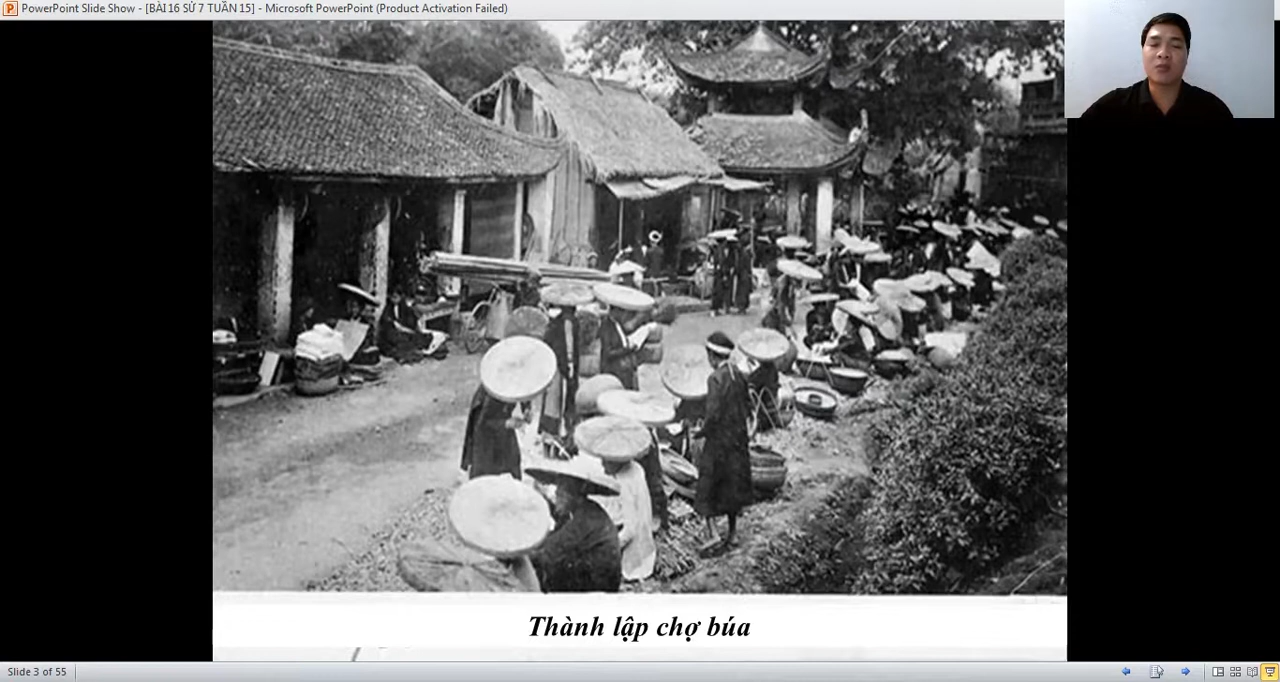 PowerPoint Slide Show - [BÀI 16 SỬ 7 TUẦN 15] - Microsoft PowerPoint (Product Activation Failed)
Thành lập chợ búa
Slide 3 of 55